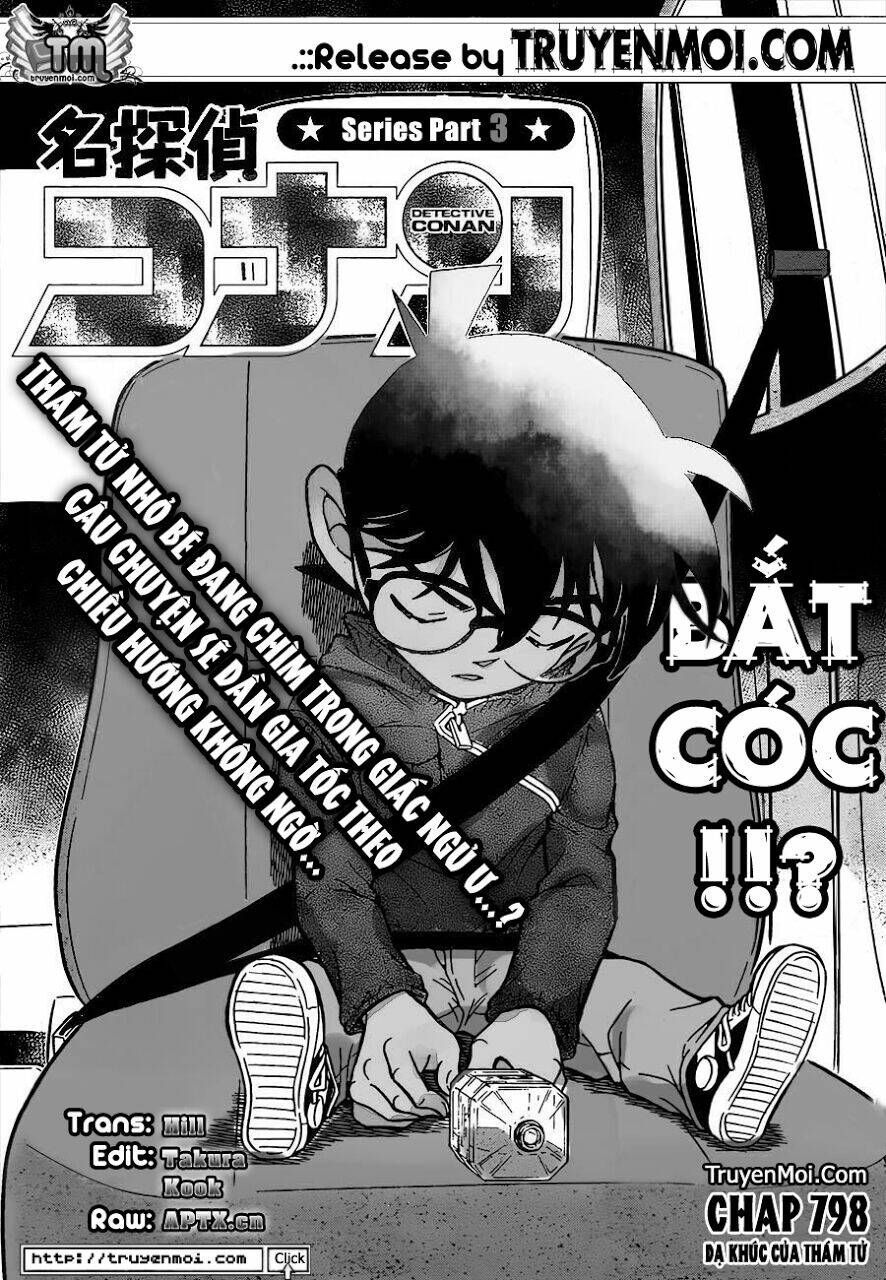 TM
truyenmoi.com
.::Release by TRUYENMOI.COM
名探偵
★ Series Part 3 ★
コナン
DETECTIVE
CONAN
THÁM TỬ NHỎ BÉ ĐANG CHÌM TRONG GIẤC NGỦ Ư...?
CÂU CHUYỆN SẼ DẦN GIA TỐC THEO
CHIỀU HƯỚNG KHÔNG NGỜ...
BẮT
CÓC
!!?
Trans: Hill
Edit: Takura
Kook
Raw: APTX.cn
http://truyenmoi.com Click
TruyenMoi.Com
CHAP 798
DẠ KHÚC CỦA THÁM TỬ